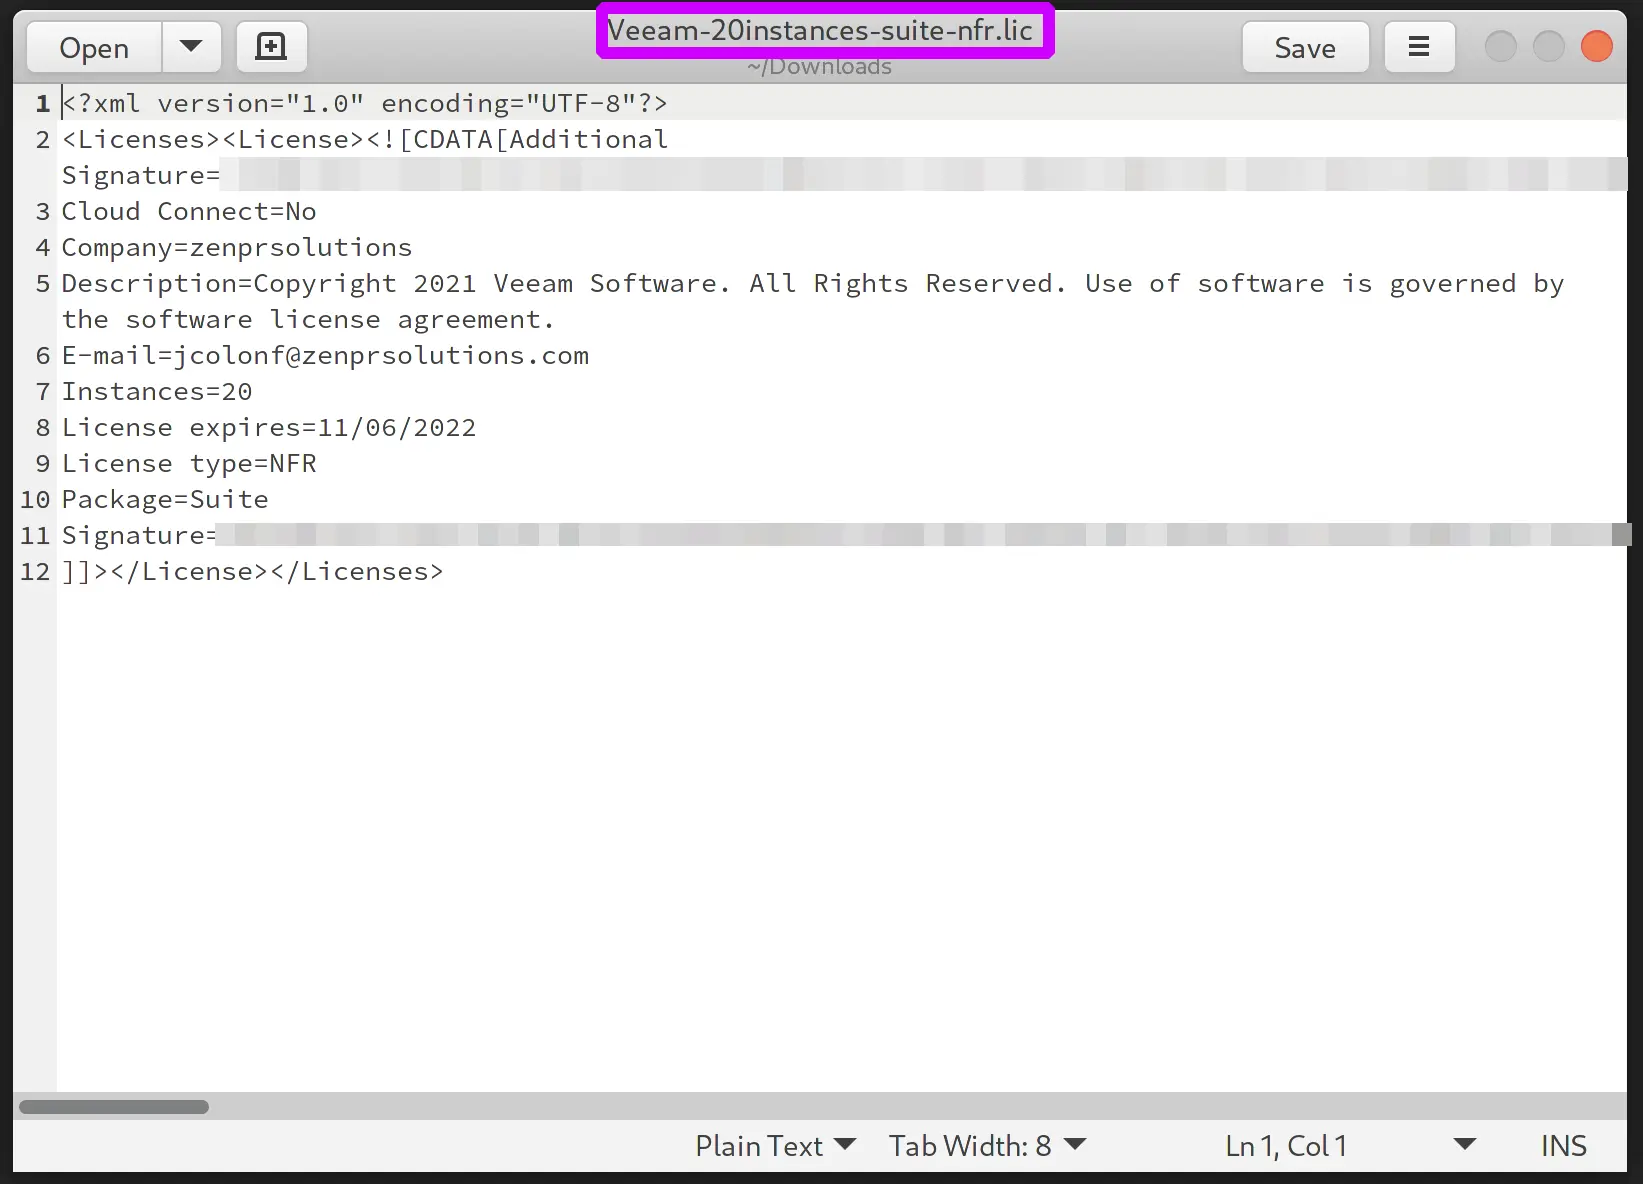 Open
Veeam-20instances-suite-nfr.lic
~/Downloads
Save
1 <?xml version="1.0" encoding="UTF-8"?>
2 <Licenses><License><![CDATA[Additional
Signature=
3 Cloud Connect=No
4 Company=zenprsolutions
5 Description=Copyright 2021 Veeam Software. All Rights Reserved. Use of software is governed by
the software license agreement.
6 E-mail=jcolonf@zenprsolutions.com
7 Instances=20
8 License expires=11/06/2022
9 License type=NFR
10 Package=Suite
11 Signature=
12 ]]></License></Licenses>
Plain Text Tab Width: 8 Ln 1, Col 1 INS